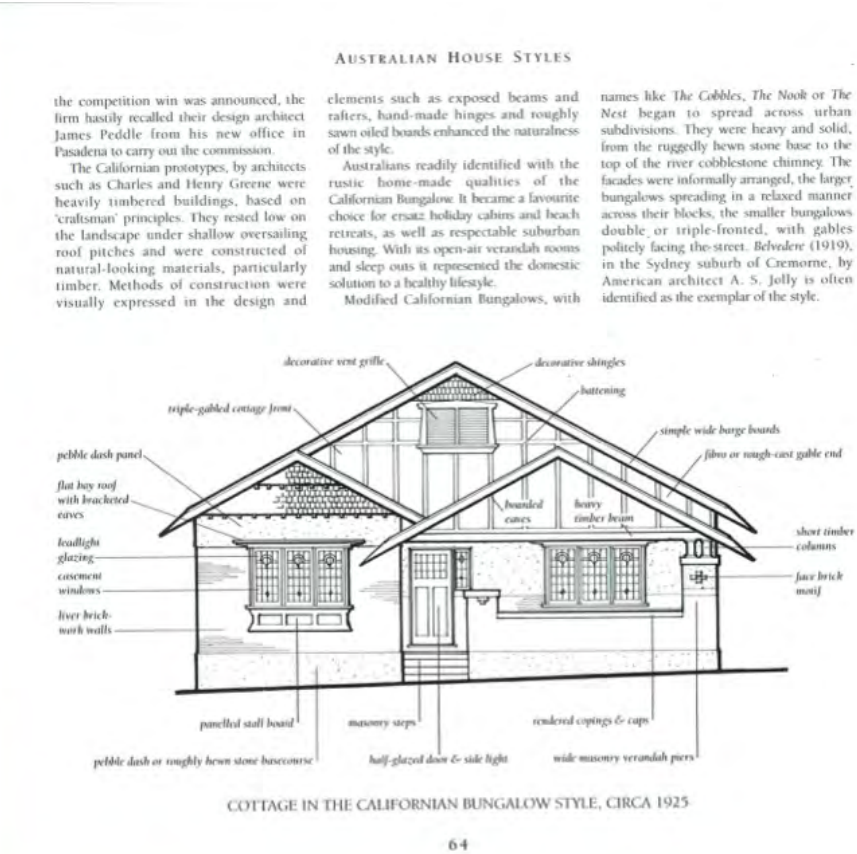 AUSTRALIAN HOUSE STYLES
the competition win was announced, the
firm hastily recalled their design architect
James Peddle from his new office in
Pasadena to carry out the commission.
The Californian prototypes, by architects
such as Charles and Henry Greene were
heavily timbered buildings, based on
'craftsman' principles. They rested low on
the landscape under shallow oversailing
roof pitches and were constructed of
natural-looking materials, particularly
timber. Methods of construction were
visually expressed in the design and
elements such as exposed beams and
rafters, hand-made hinges and roughly
sawn oiled boards enhanced the naturalness
of the style.
Australians readily identified with the
rustic home-made qualities of the
Californian Bungalow. It became a favourite
choice for ersatz holiday cabins and beach
retreats, as well as respectable suburban
housing. With its open-air verandah rooms
and sleep outs it represented the domestic
solution to a healthy lifestyle.
Modified Californian Bungalows, with
names like The Cobbles, The Nook or The
Nest began to spread across urban
subdivisions. They were heavy and solid,
from the ruggedly hewn stone base to the
top of the river cobblestone chimney. The
facades were informally arranged, the larger
bungalows spreading in a relaxed manner
across their blocks, the smaller bungalows
double or triple-fronted, with gables
politely facing the street. Belvedere (1919),
in the Sydney suburb of Cremorne, by
American architect A. S. Jolly is often
identified as the exemplar of the style.
decorative vent grille
decorative shingles
battening
triple-gabled cottage front
simple wide barge boards
pebble dash panel
fibro or rough-cast gable end
flat bay roof
with bracketed
eaves
boarded
eaves
heavy
timber beam
short timber
columns
leadlight
glazing
casement
windows
face brick
motif
liver brick-
work walls
panelled stall board
masonry steps
rendered copings & caps
pebble dash or roughly hewn stone basecourse
half-glazed door & side light
wide masonry verandah piers
COTTAGE IN THE CALIFORNIAN BUNGALOW STYLE, CIRCA 1925
64